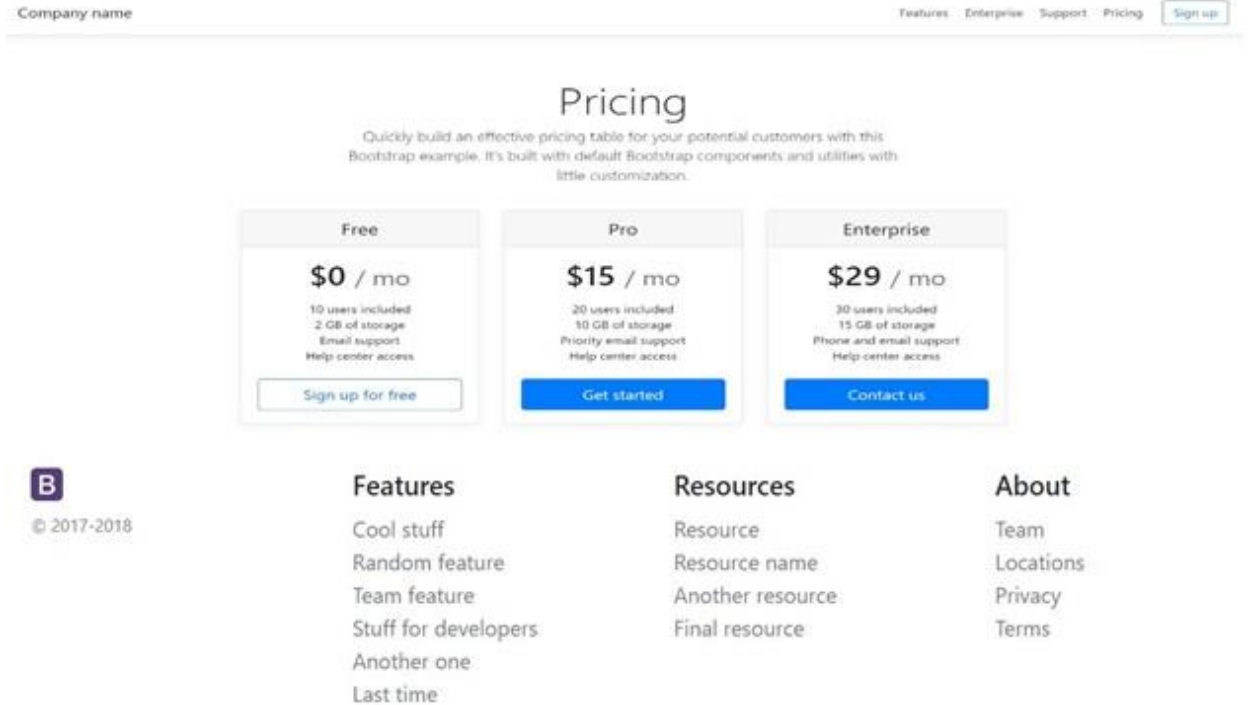 Company name
Features Enterprise Support Pricing Sign up
Pricing
Quickly build an effective pricing table for your potential customers with this
Bootstrap example. It's built with default Bootstrap components and utilities with
little customization.
Free
$0 / mo
10 users included
2 GB of storage
Email support
Help center access
Sign up for free
Pro
$15 / mo
20 users included
10 GB of storage
Priority email support
Help center access
Get started
Enterprise
$29 / mo
30 users included
15 GB of storage
Phone and email support
Help center access
Contact us
B
© 2017-2018
Features
Cool stuff
Random feature
Team feature
Stuff for developers
Another one
Last time
Resources
Resource
Resource name
Another resource
Final resource
About
Team
Locations
Privacy
Terms